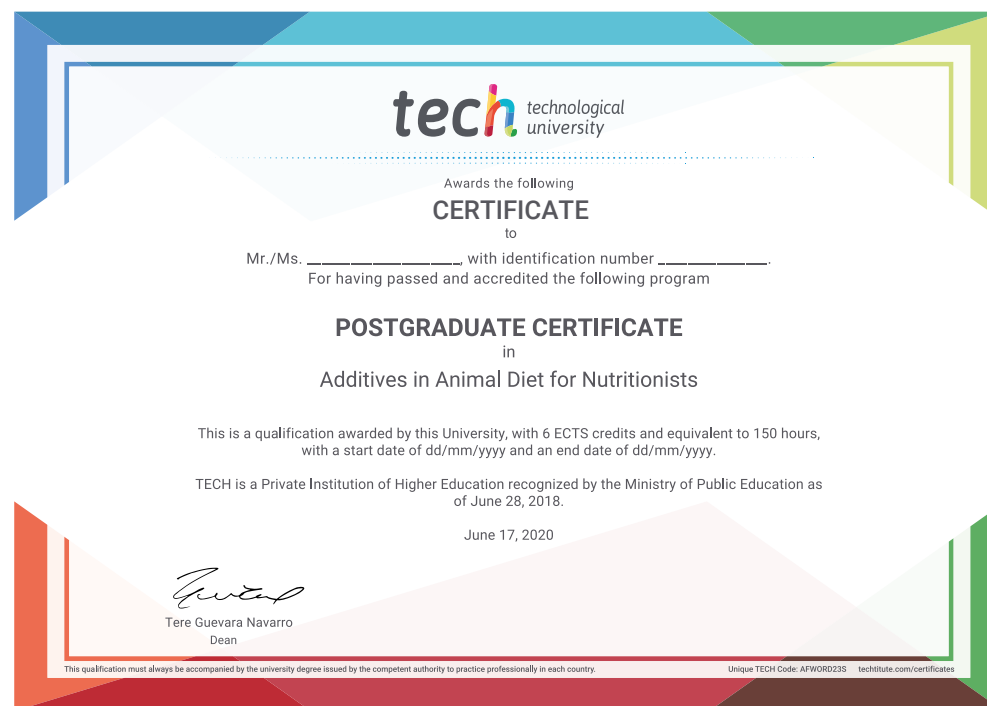 tech technological
university
Awards the following
CERTIFICATE
to
Mr./Ms. ____________________, with identification number ______________.
For having passed and accredited the following program
POSTGRADUATE CERTIFICATE
in
Additives in Animal Diet for Nutritionists
This is a qualification awarded by this University, with 6 ECTS credits and equivalent to 150 hours,
with a start date of dd/mm/yyyy and an end date of dd/mm/yyyy.
TECH is a Private Institution of Higher Education recognized by the Ministry of Public Education as
of June 28, 2018.
June 17, 2020
Tere Guevara Navarro
Dean
This qualification must always be accompanied by the university degree issued by the competent authority to practice professionally in each country.
Unique TECH Code: AFWORD23S techtitute.com/certificates